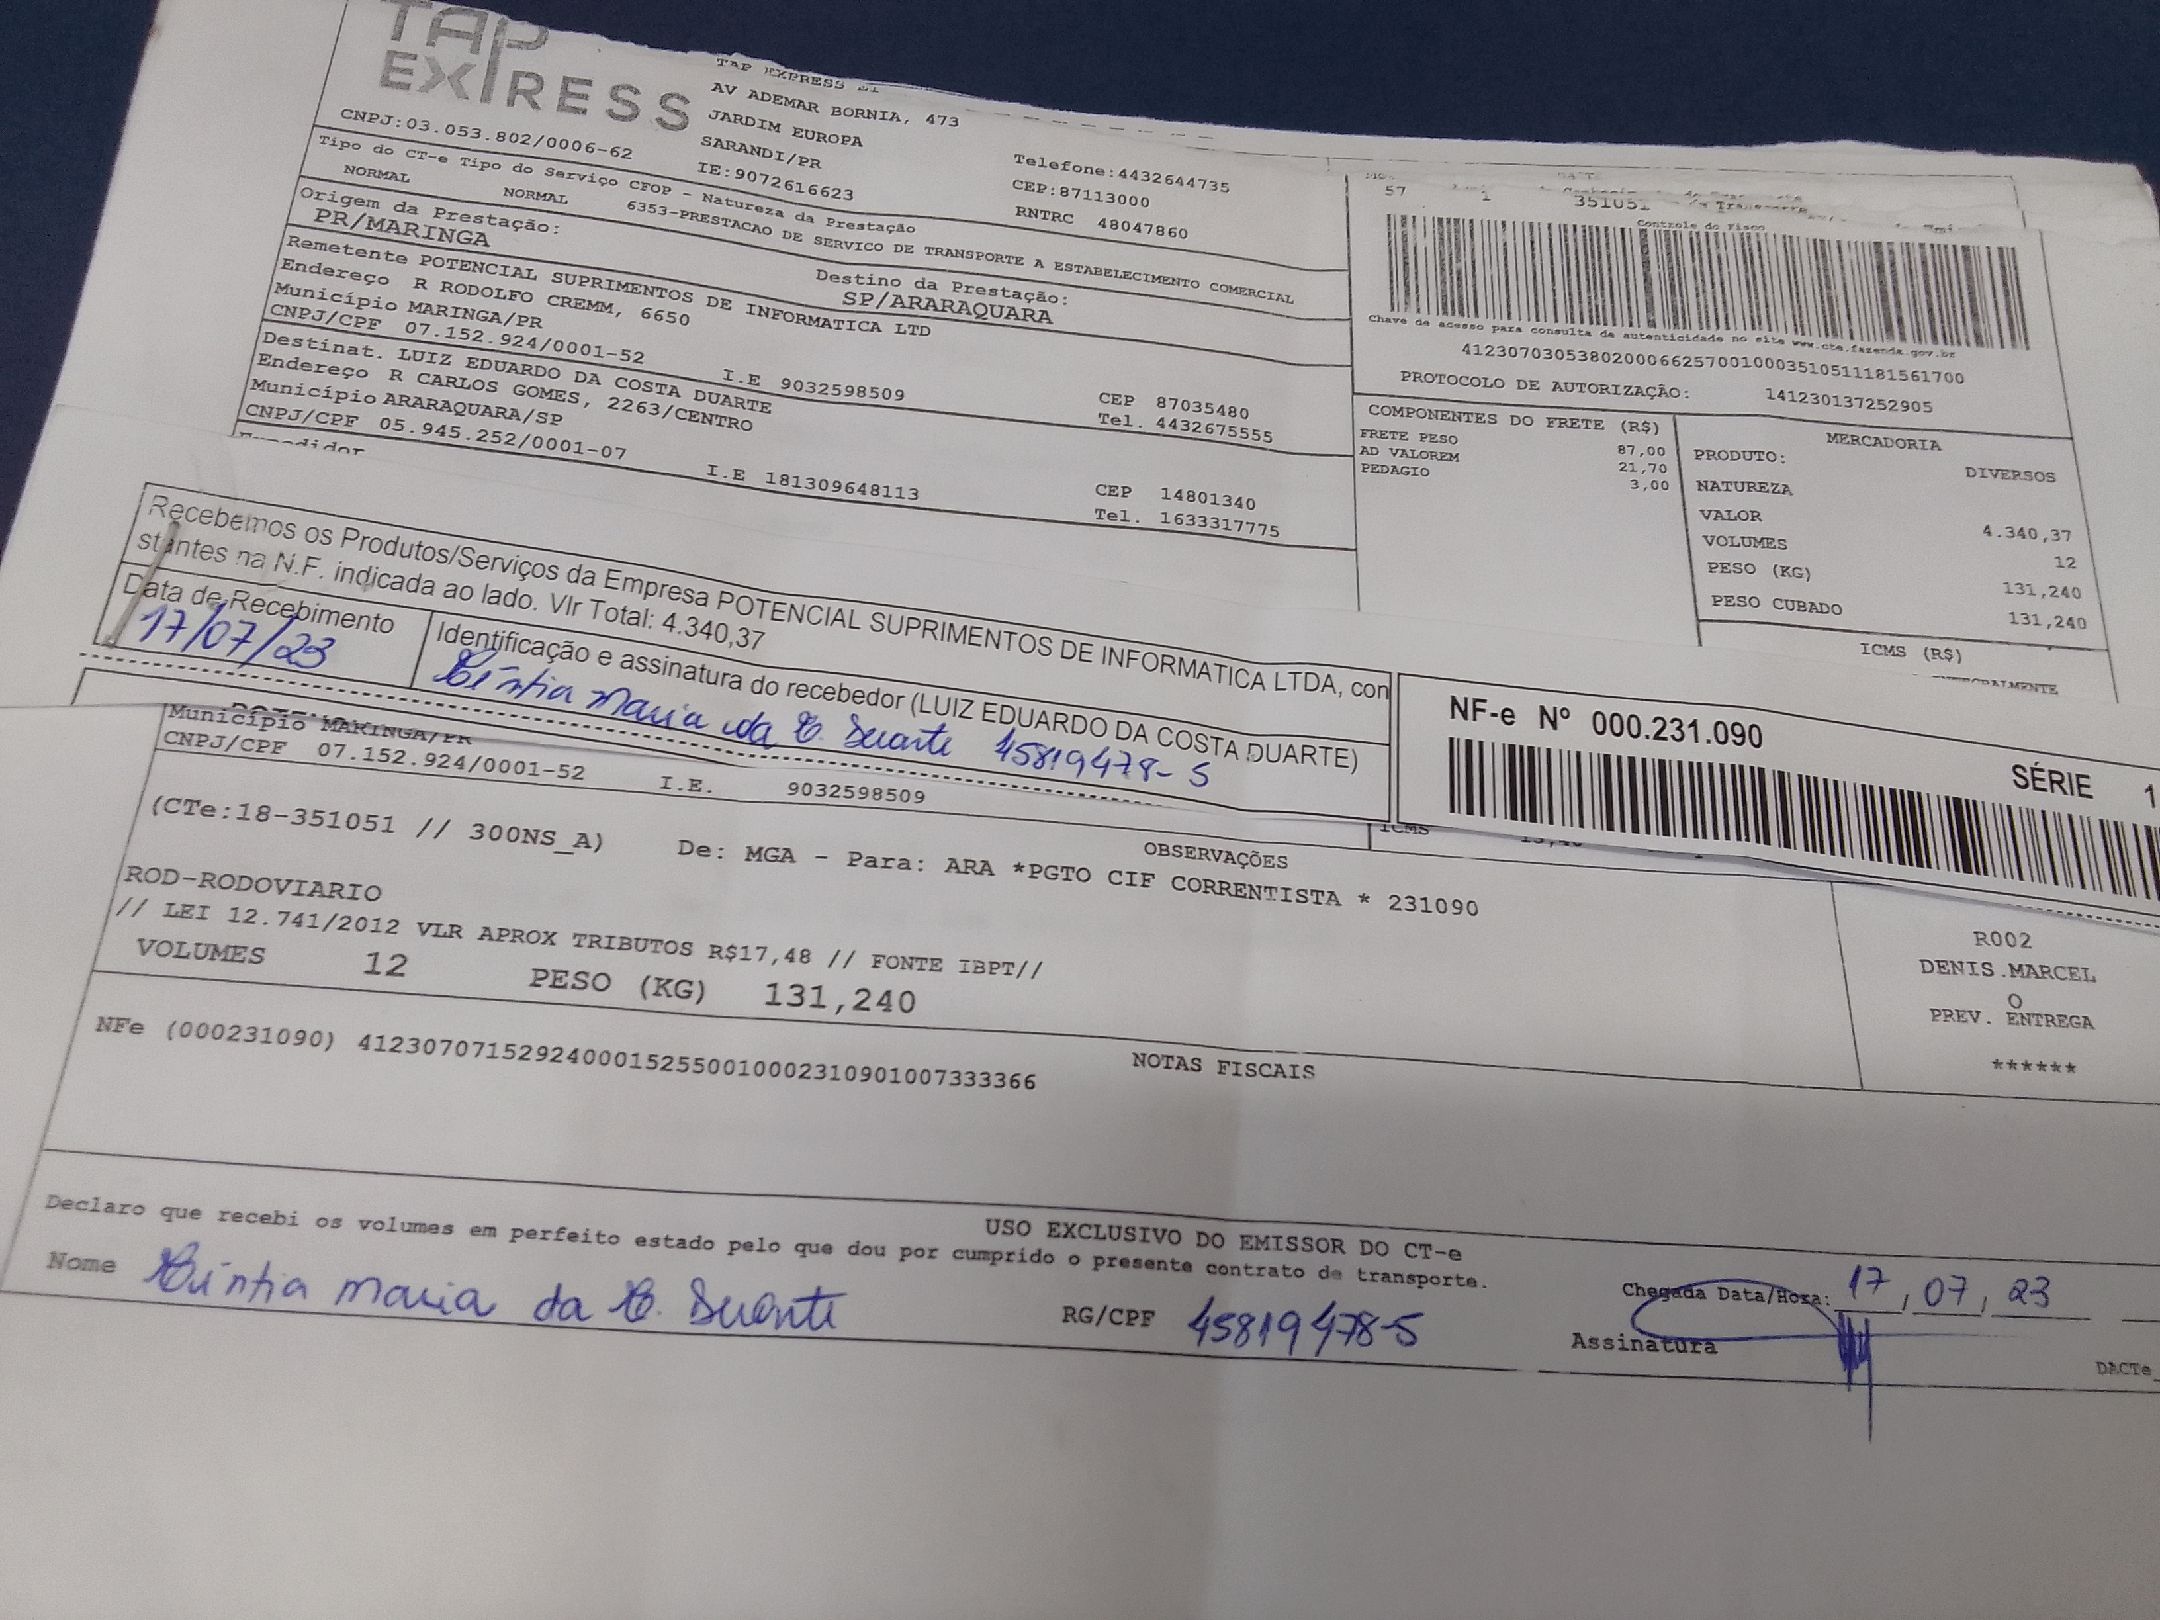 TAP
EXPRESS
TAP EXPRESS
AV ADEMAR BORNIA, 473
JARDIM EUROPA
SARANDI/PR
IE:9072616623
CNPJ:03.053.802/0006-62
Telefone:4432644735
CEP:87113000
RNTRC 48047860
Tipo do CT-e Tipo do Serviço CFOP - Natureza da Prestação
NORMAL NORMAL 6353-PRESTACAO DE SERVICO DE TRANSPORTE A ESTABELECIMENTO COMERCIAL
Origem da Prestação:
PR/MARINGA
Destino da Prestação:
SP/ARARAQUARA
Remetente POTENCIAL SUPRIMENTOS DE INFORMATICA LTD
Endereço R RODOLFO CREMM, 6650
Município MARINGA/PR CEP 87035480
CNPJ/CPF 07.152.924/0001-52 I.E 9032598509 Tel. 4432675555
Destinat. LUIZ EDUARDO DA COSTA DUARTE
Endereço R CARLOS GOMES, 2263/CENTRO
Município ARARAQUARA/SP CEP 14801340
CNPJ/CPF 05.945.252/0001-07 I.E 181309648113 Tel. 1633317775
Expedidor
57 1 351051
Controle do Fisco
Chave de acesso para consulta de autenticidade no site www.cte.fazenda.gov.br
41230703053802000662570010003510511181561700
PROTOCOLO DE AUTORIZAÇÃO: 141230137252905
COMPONENTES DO FRETE (R$)
FRETE PESO 87,00
AD VALOREM 21,70
PEDAGIO 3,00
MERCADORIA
PRODUTO: DIVERSOS
NATUREZA
VALOR 4.340,37
VOLUMES 12
PESO (KG) 131,240
PESO CUBADO 131,240
ICMS (R$)
Recebemos os Produtos/Serviços da Empresa POTENCIAL SUPRIMENTOS DE INFORMATICA LTDA, con
stantes na N.F. indicada ao lado. Vlr Total: 4.340,37
Data de Recebimento
17/07/23
Identificação e assinatura do recebedor (LUIZ EDUARDO DA COSTA DUARTE)
Cíntia Maria da C. Duarte 45819478-5
NF-e Nº 000.231.090
SÉRIE 1
Município MARINGA/PR
CNPJ/CPF 07.152.924/0001-52 I.E. 9032598509
ICMS
OBSERVAÇÕES
(CTe:18-351051 // 300NS_A) De: MGA - Para: ARA *PGTO CIF CORRENTISTA * 231090
ROD-RODOVIARIO
// LEI 12.741/2012 VLR APROX TRIBUTOS R$17,48 // FONTE IBPT//
VOLUMES 12 PESO (KG) 131,240
R002
DENIS.MARCEL
O
PREV. ENTREGA
******
NOTAS FISCAIS
NFe (000231090) 41230707152924000152550010002310901007333366
USO EXCLUSIVO DO EMISSOR DO CT-e
Declaro que recebi os volumes em perfeito estado pelo que dou por cumprido o presente contrato de transporte.
Nome Cíntia Maria da C. Duarte RG/CPF 45819478-5
Chegada Data/Hora: 17, 07, 23
Assinatura
DACTe